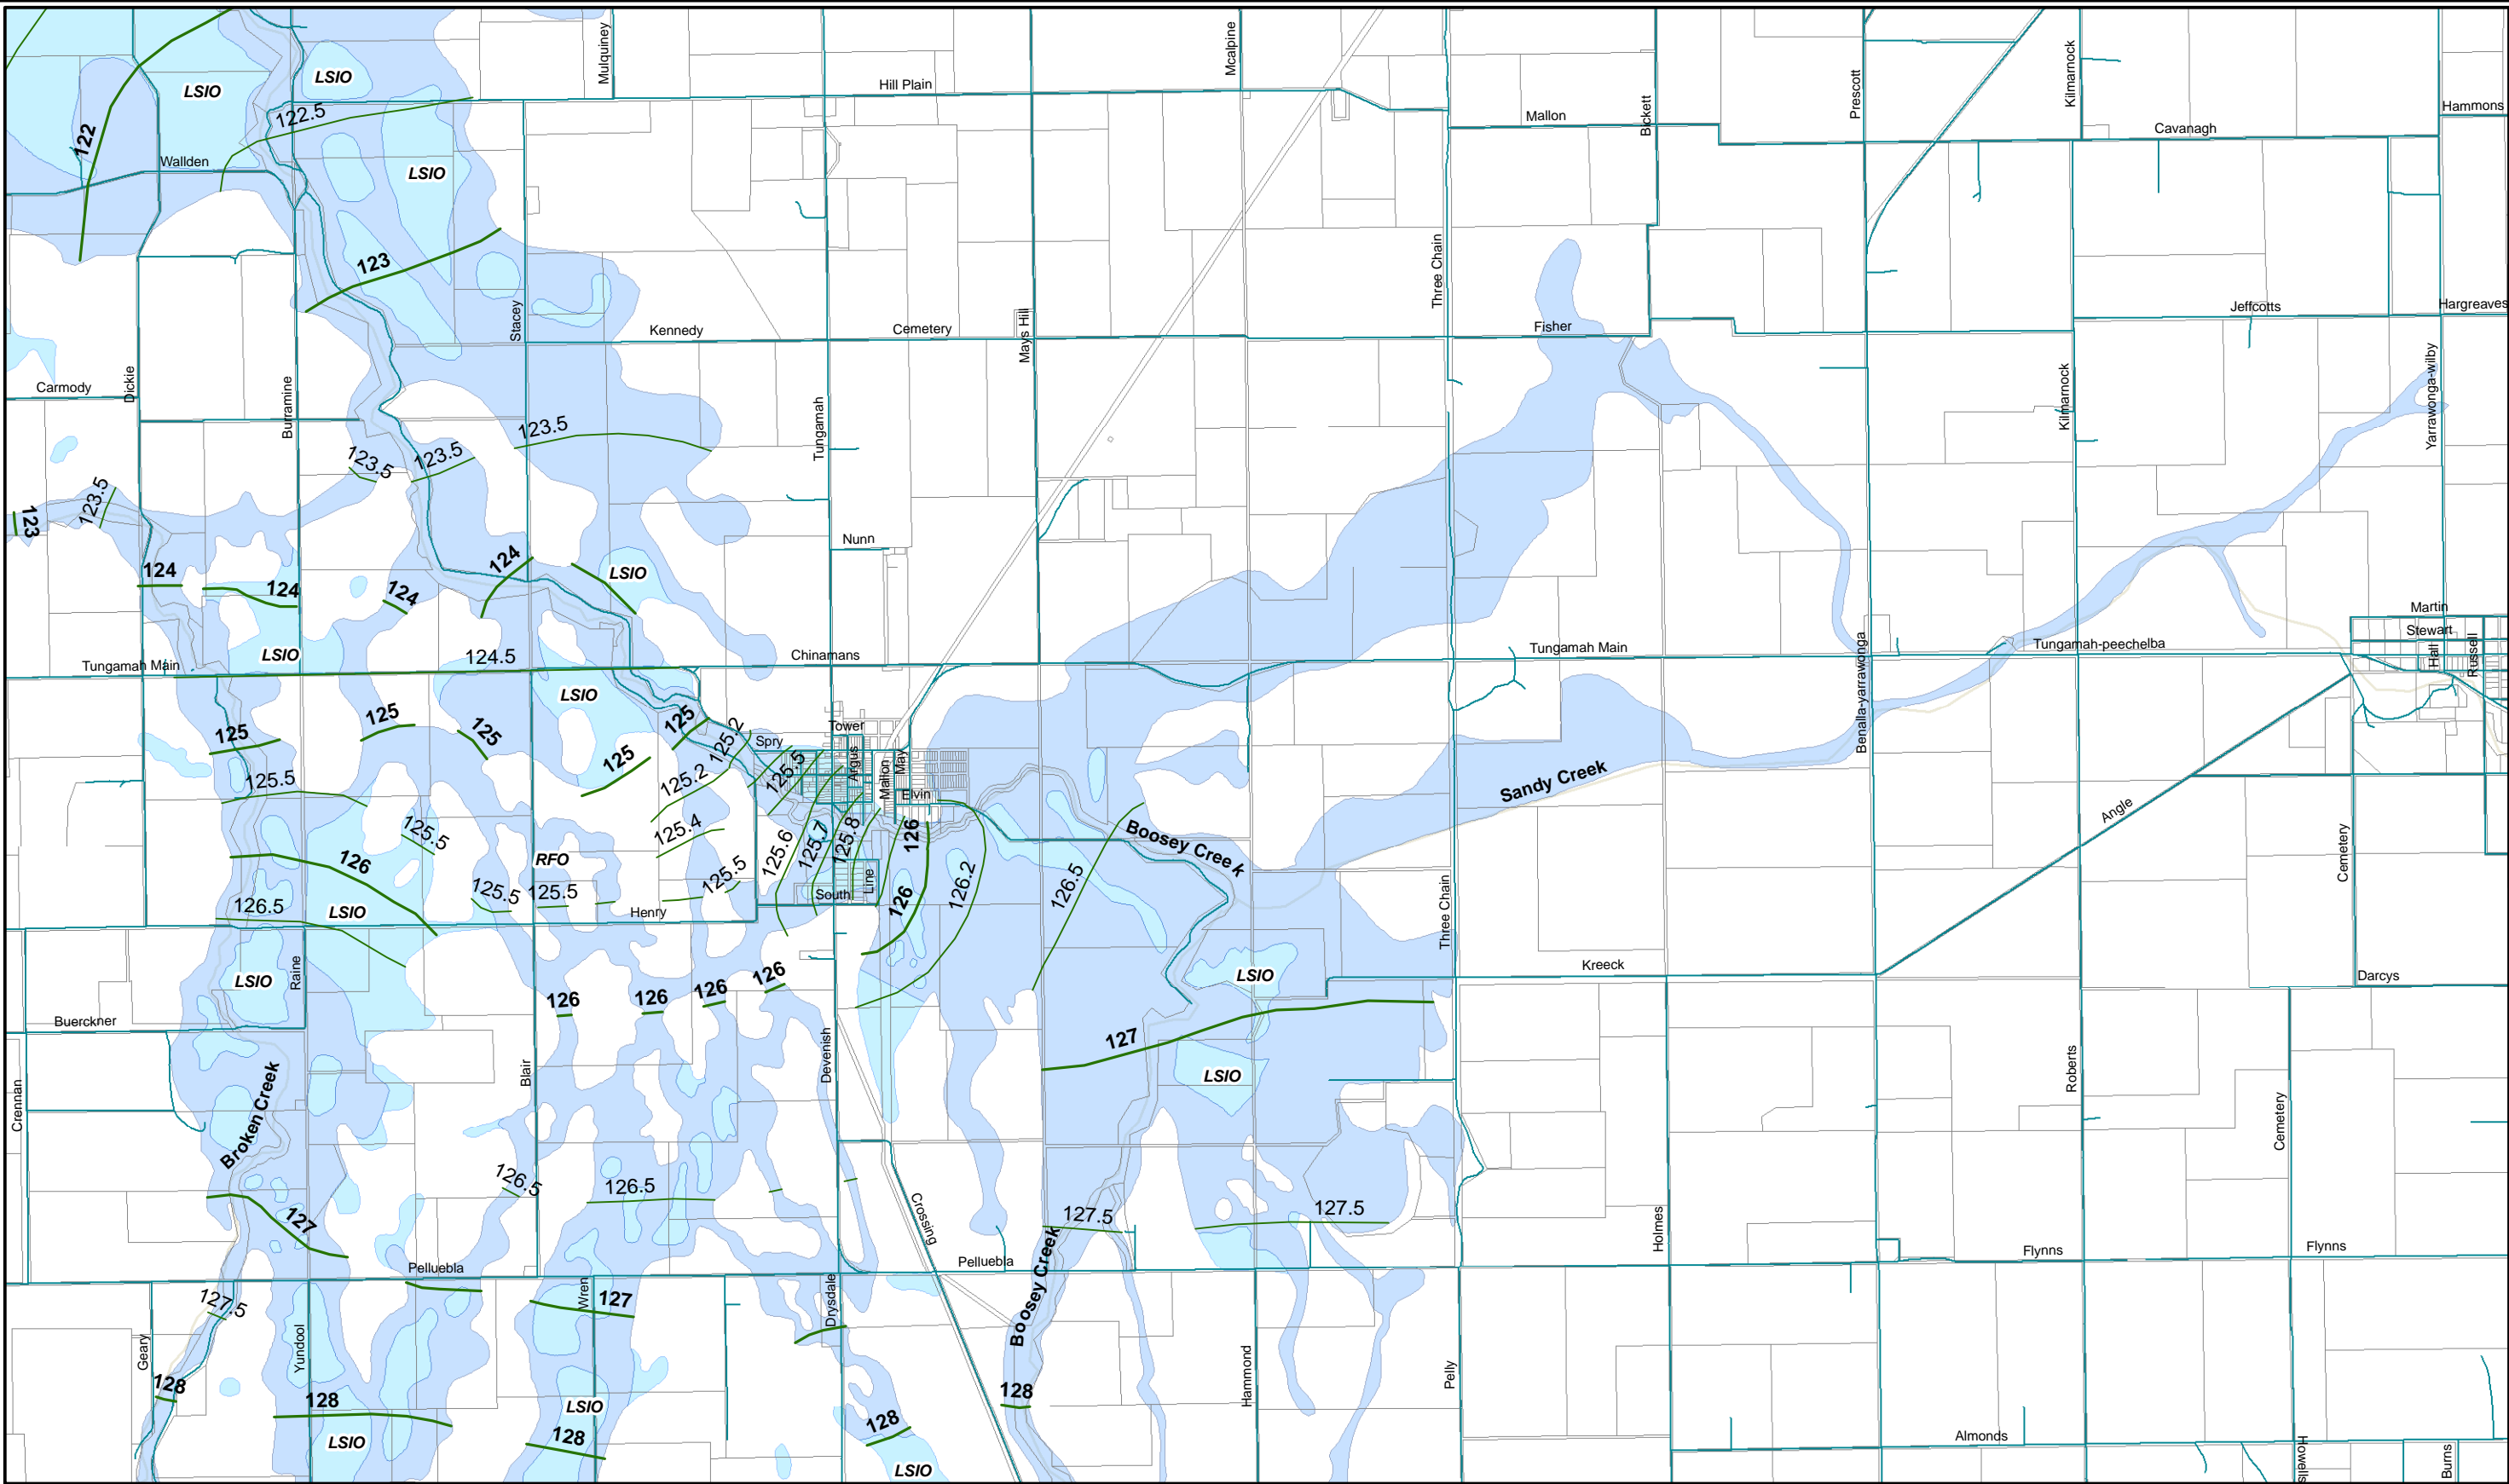 Mulquiney
Mcalpine
LSIO
LSIO
Hill Plain
Prescott
Kilmarnock
Bickett
Hammons
122.5
Mallon
Cavanagh
122
Wallden
LSIO
123
Three Chain
Stacey
Kennedy
Cemetery
Mays Hill
Fisher
Jeffcotts
Hargreaves
Carmody
Dickie
Burramine
Tungamah
Kilmarnock
Yarrawonga-wilby
123.5
123.5
123.5
123.5
123
Nunn
124
124
124
124
LSIO
Martin
LSIO
Tungamah Main
124.5
Chinamans
Tungamah Main
Benalla-yarrawonga
Tungamah-peechelba
Stewart
Hall
Russell
LSIO
125
125
125
125
125
125.2
Tower
Spry
Argus
Mallon
May
Elvin
125.5
125.5
125.2
125.4
125.5
Sandy Creek
Angle
Boosey Creek
126
RFO
125.6
125.7
125.8
126
126
126.2
126.5
Cemetery
125.5
125.5
125.5
South
Line
126.5
LSIO
Henry
Three Chain
LSIO
Raine
126
126
126
126
LSIO
Kreeck
Darcys
Buerckner
127
Devenish
Blair
LSIO
Roberts
Crennan
Broken Creek
Cemetery
126.5
126.5
127
Crossing
127.5
127.5
Holmes
Pelluebla
Pelluebla
Boosey Creek
Flynns
Flynns
127.5
Wren
127
Drysdale
Geary
Yundool
Hammond
Pelly
128
128
LSIO
128
128
128
LSIO
LSIO
Almonds
Howells
Burns